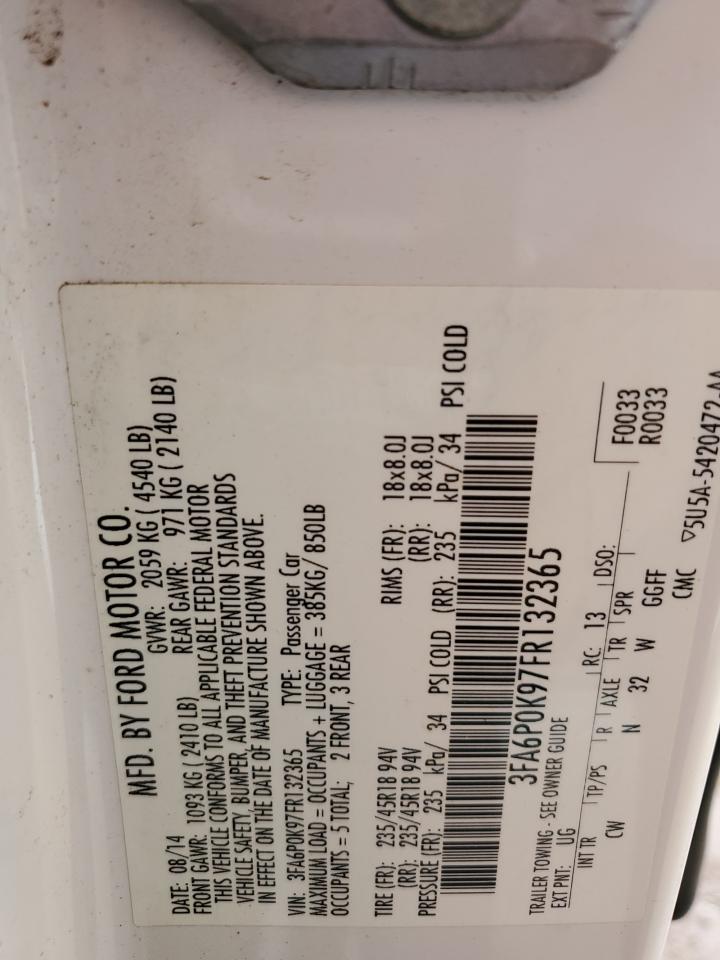 MFD. BY FORD MOTOR CO.
DATE: 08/14 GVWR: 2059 KG ( 4540 LB)
FRONT GAWR: 1093 KG ( 2410 LB) REAR GAWR: 971 KG ( 2140 LB)
THIS VEHICLE CONFORMS TO ALL APPLICABLE FEDERAL MOTOR
VEHICLE SAFETY, BUMPER, AND THEFT PREVENTION STANDARDS
IN EFFECT ON THE DATE OF MANUFACTURE SHOWN ABOVE.
VIN: 3FA6P0K97FR132365 TYPE: Passenger Car
MAXIMUM LOAD = OCCUPANTS + LUGGAGE = 385KG/ 850LB
OCCUPANTS = 5 TOTAL; 2 FRONT, 3 REAR
TIRE (FR): 235/45R18 94V RIMS (FR): 18x8.0J
(RR): 235/45R18 94V (RR): 18x8.0J
PRESSURE (FR): 235 kPa/ 34 PSI COLD (RR): 235 kPa/ 34 PSI COLD
3FA6P0K97FR132365
TRAILER TOWING - SEE OWNER GUIDE
EXT PNT: UG RC: 13 DSO: F0033
R0033
INT TR TP/PS R AXLE TR SPR
CW N 32 W GGFF
CMC ▽5U5A-5420472-AA